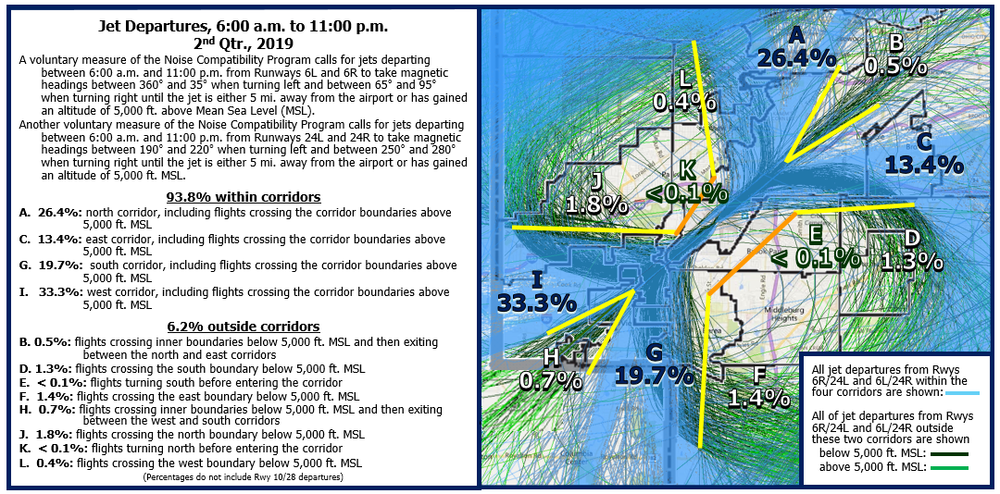 Jet Departures, 6:00 a.m. to 11:00 p.m.
2nd Qtr., 2019
A voluntary measure of the Noise Compatibility Program calls for jets departing
between 6:00 a.m. and 11:00 p.m. from Runways 6L and 6R to take magnetic
headings between 360° and 35° when turning left and between 65° and 95°
when turning right until the jet is either 5 mi. away from the airport or has gained
an altitude of 5,000 ft. above Mean Sea Level (MSL).
Another voluntary measure of the Noise Compatibility Program calls for jets departing
between 6:00 a.m. and 11:00 p.m. from Runways 24L and 24R to take magnetic
headings between 190° and 220° when turning left and between 250° and 280°
when turning right until the jet is either 5 mi. away from the airport or has gained
an altitude of 5,000 ft. MSL.
93.8% within corridors
A. 26.4%: north corridor, including flights crossing the corridor boundaries above
5,000 ft. MSL
C. 13.4%: east corridor, including flights crossing the corridor boundaries above
5,000 ft. MSL
G. 19.7%: south corridor, including flights crossing the corridor boundaries above
5,000 ft. MSL
I. 33.3%: west corridor, including flights crossing the corridor boundaries above
5,000 ft. MSL
6.2% outside corridors
B. 0.5%: flights crossing inner boundaries below 5,000 ft. MSL and then exiting
between the north and east corridors
D. 1.3%: flights crossing the south boundary below 5,000 ft. MSL
E. < 0.1%: flights turning south before entering the corridor
F. 1.4%: flights crossing the east boundary below 5,000 ft. MSL
H. 0.7%: flights crossing inner boundaries below 5,000 ft. MSL and then exiting
between the west and south corridors
J. 1.8%: flights crossing the north boundary below 5,000 ft. MSL
K. < 0.1%: flights turning north before entering the corridor
L. 0.4%: flights crossing the west boundary below 5,000 ft. MSL
(Percentages do not include Rwy 10/28 departures)
A
26.4%
B
0.5%
L
0.4%
C
13.4%
K
<0.1%
J
1.8%
E
< 0.1%
D
1.3%
I
33.3%
Middleburg
Heights
H
0.7%
G
19.7%
F
1.4%
All jet departures from Rwys
6R/24L and 6L/24R within the
four corridors are shown:
All of jet departures from Rwys
6R/24L and 6L/24R outside
these two corridors are shown
below 5,000 ft. MSL:
above 5,000 ft. MSL: